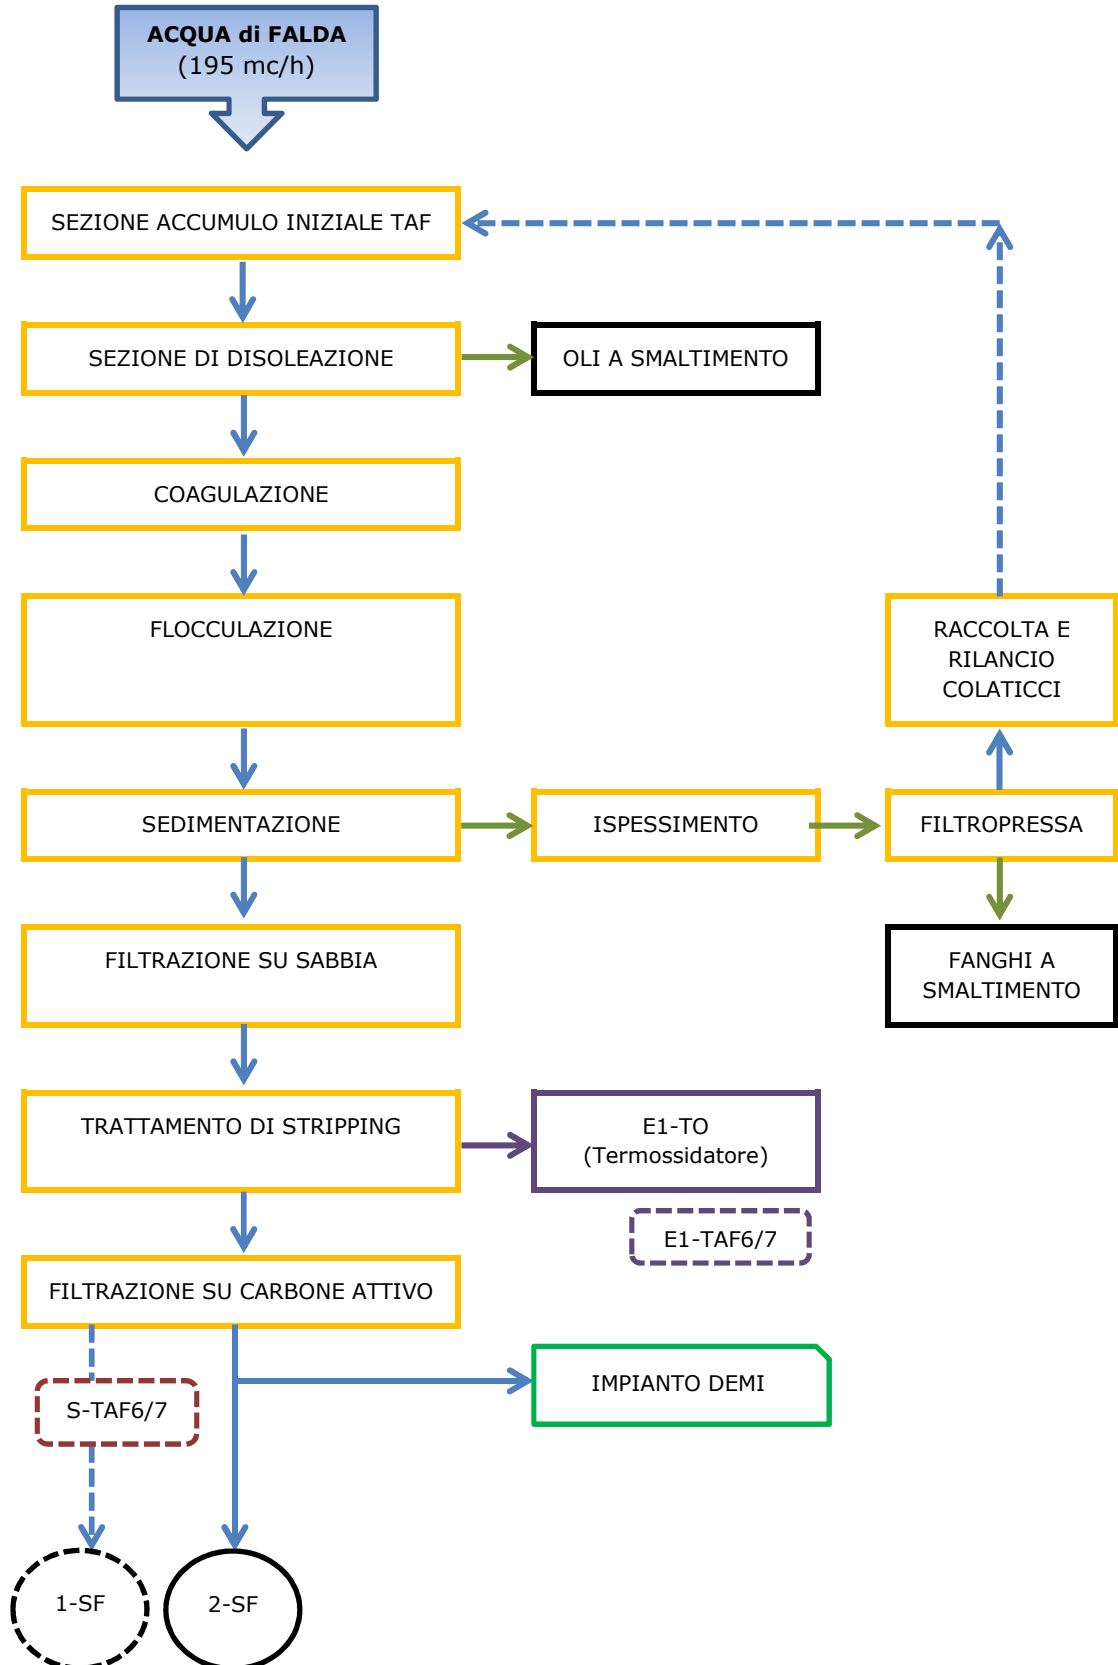 ACQUA di FALDA
(195 mc/h)
SEZIONE ACCUMULO INIZIALE TAF
SEZIONE DI DISOLEAZIONE
OLI A SMALTIMENTO
COAGULAZIONE
FLOCCULAZIONE
RACCOLTA E
RILANCIO
COLATICCI
SEDIMENTAZIONE
ISPESSIMENTO
FILTROPRESSA
FILTRAZIONE SU SABBIA
FANGHI A
SMALTIMENTO
TRATTAMENTO DI STRIPPING
E1-TO
(Termossidatore)
E1-TAF6/7
FILTRAZIONE SU CARBONE ATTIVO
IMPIANTO DEMI
S-TAF6/7
1-SF
2-SF